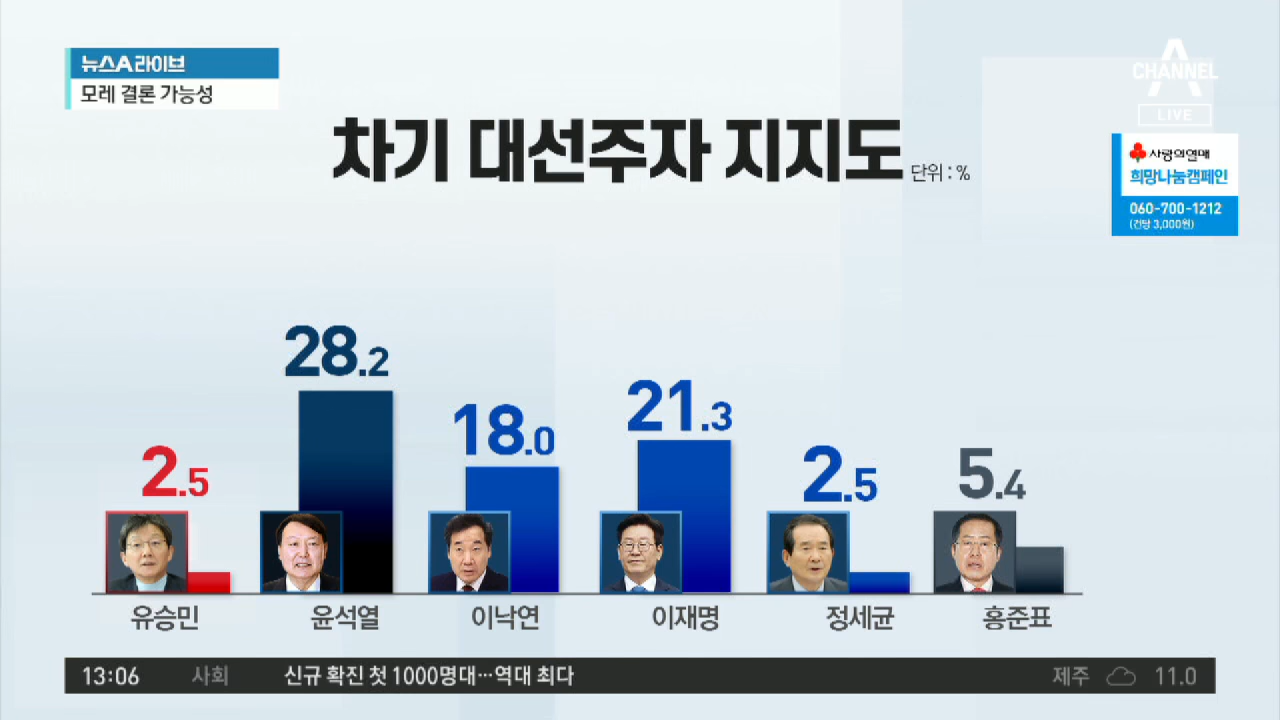 뉴스A 라이브
모레 결론 가능성
CHANNEL A
LIVE
차기 대선주자 지지도
단위 : %
사랑의열매
희망나눔캠페인
060-700-1212
(건당 3,000원)
2.5 28.2 18.0 21.3 2.5 5.4
유승민 윤석열 이낙연 이재명 정세균 홍준표
13:06 사회 신규 확진 첫 1000명대…역대 최다 제주 11.0